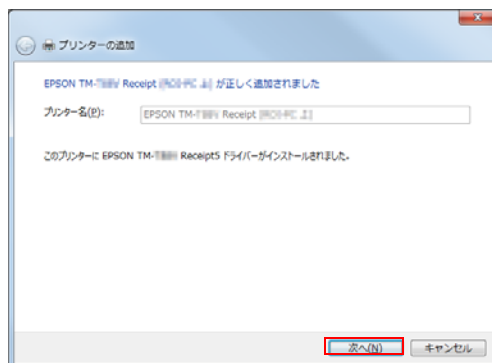 プリンターの追加
EPSON TM- Receipt が正しく追加されました
プリンター名(P): EPSON TM- Receipt
このプリンターに EPSON TM- Receipt5 ドライバーがインストールされました。
次へ(N) キャンセル